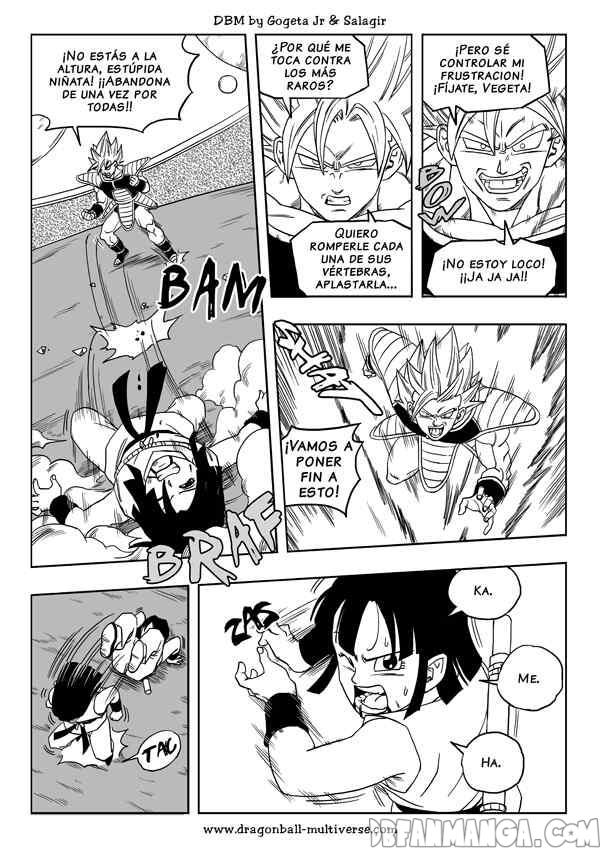 DBM by Gogeta Jr & Salagir
¡NO ESTÁS A LA
ALTURA, ESTÚPIDA
NIÑATA! ¡¡ABANDONA
DE UNA VEZ POR
TODAS!!
¿POR QUÉ ME
TOCA CONTRA
LOS MÁS
RAROS?
QUIERO
ROMPERLE CADA
UNA DE SUS
VÉRTEBRAS,
APLASTARLA...
¡PERO SÉ
CONTROLAR MI
FRUSTRACION!
¡FÍJATE, VEGETA!
BOW
¡NO ESTOY LOCO!
¡¡JA JA JA!!
BAM
¡VAMOS A
PONER
FIN A
ESTO!
BRAF
TAC
ZAS
KA.
ME.
HA.
www.dragonball-multiverse.com
DBFANMANGA.COM